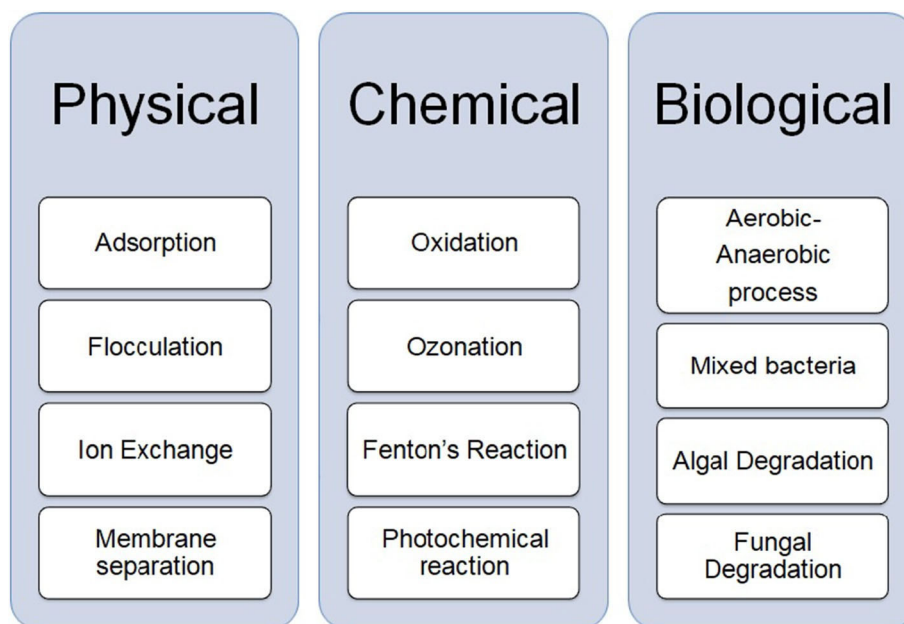 Physical
Adsorption
Flocculation
Ion Exchange
Membrane
separation
Chemical
Oxidation
Ozonation
Fenton's Reaction
Photochemical
reaction
Biological
Aerobic-
Anaerobic
process
Mixed bacteria
Algal Degradation
Fungal
Degradation